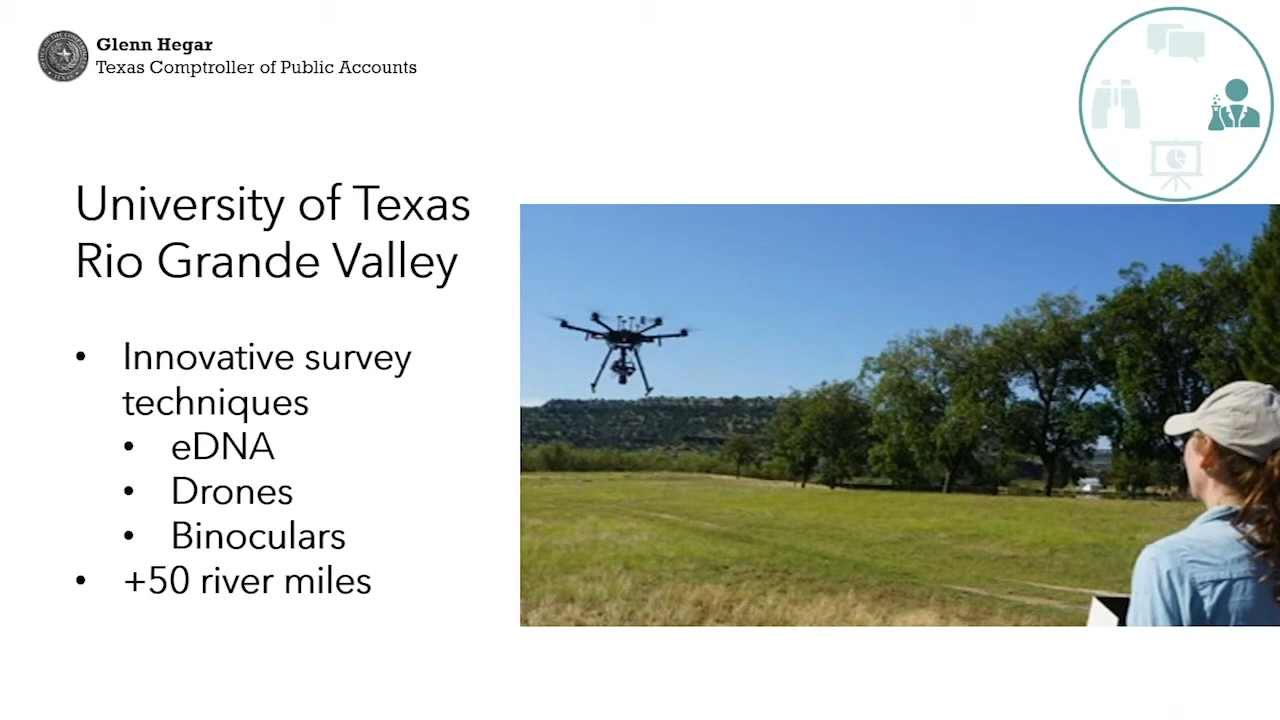 Glenn Hegar
Texas Comptroller of Public Accounts
University of Texas
Rio Grande Valley
• Innovative survey
techniques
• eDNA
• Drones
• Binoculars
• +50 river miles